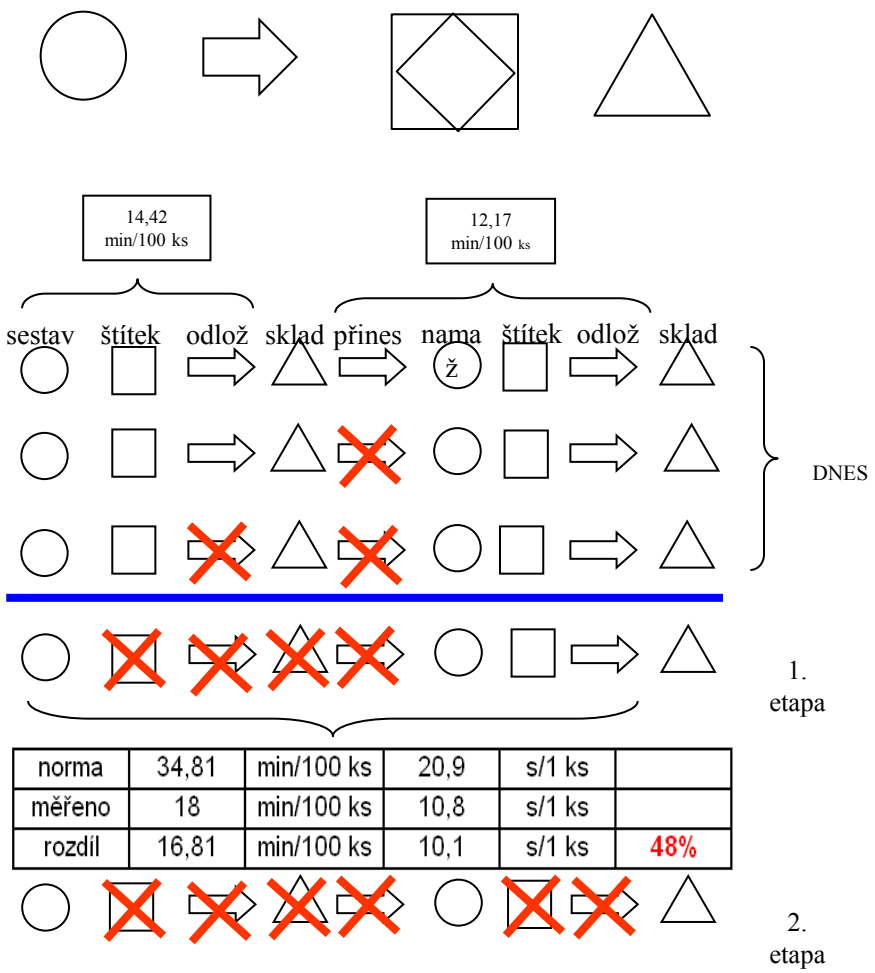 14,42
min/100 ks
12,17
min/100 ks
sestav štítek odlož sklad přines nama štítek odlož sklad
ž
DNES
1.
etapa
norma 34,81 min/100 ks 20,9 s/1 ks
měřeno 18 min/100 ks 10,8 s/1 ks
rozdíl 16,81 min/100 ks 10,1 s/1 ks 48%
2.
etapa